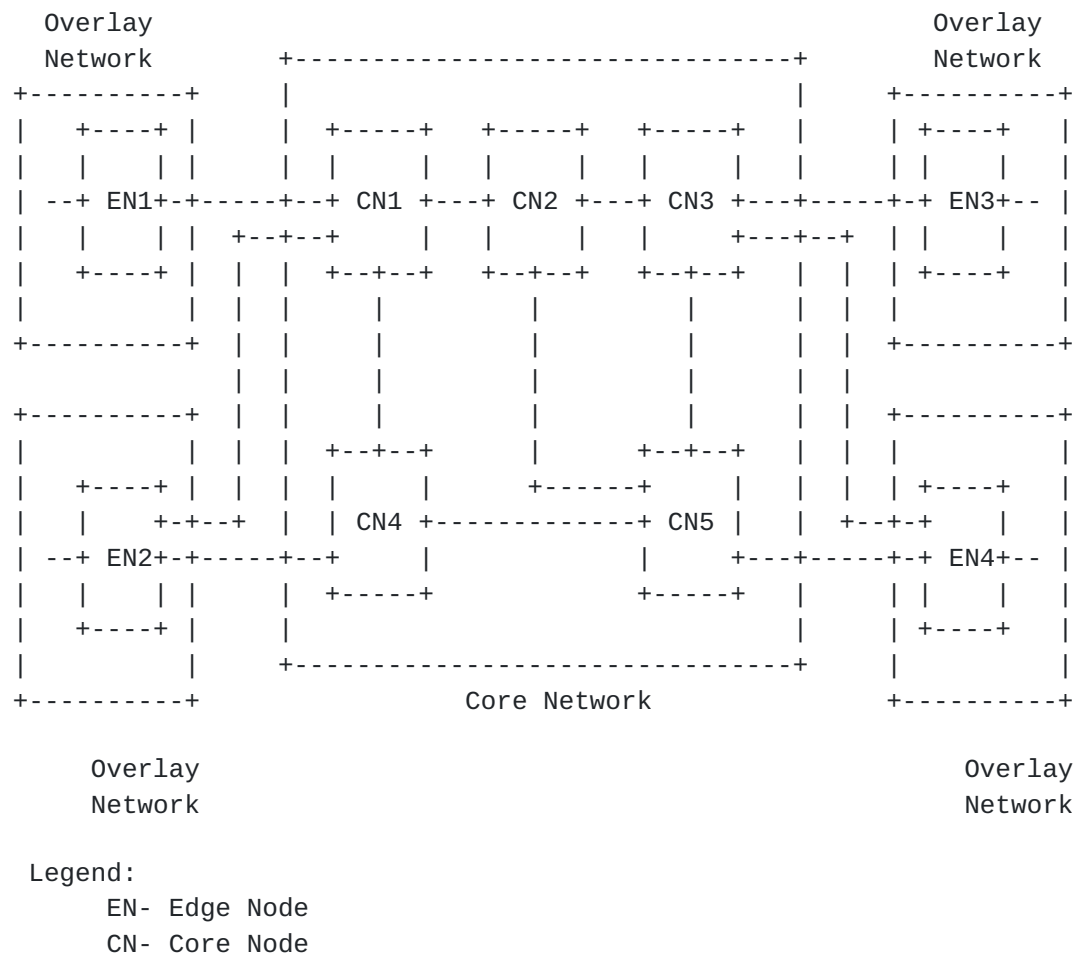 Overlay Overlay
Network Network
EN1 CN1 CN2 CN3 EN3
CN4 CN5
EN2 EN4
Core Network
Overlay Overlay
Network Network
Legend:
EN- Edge Node
CN- Core Node